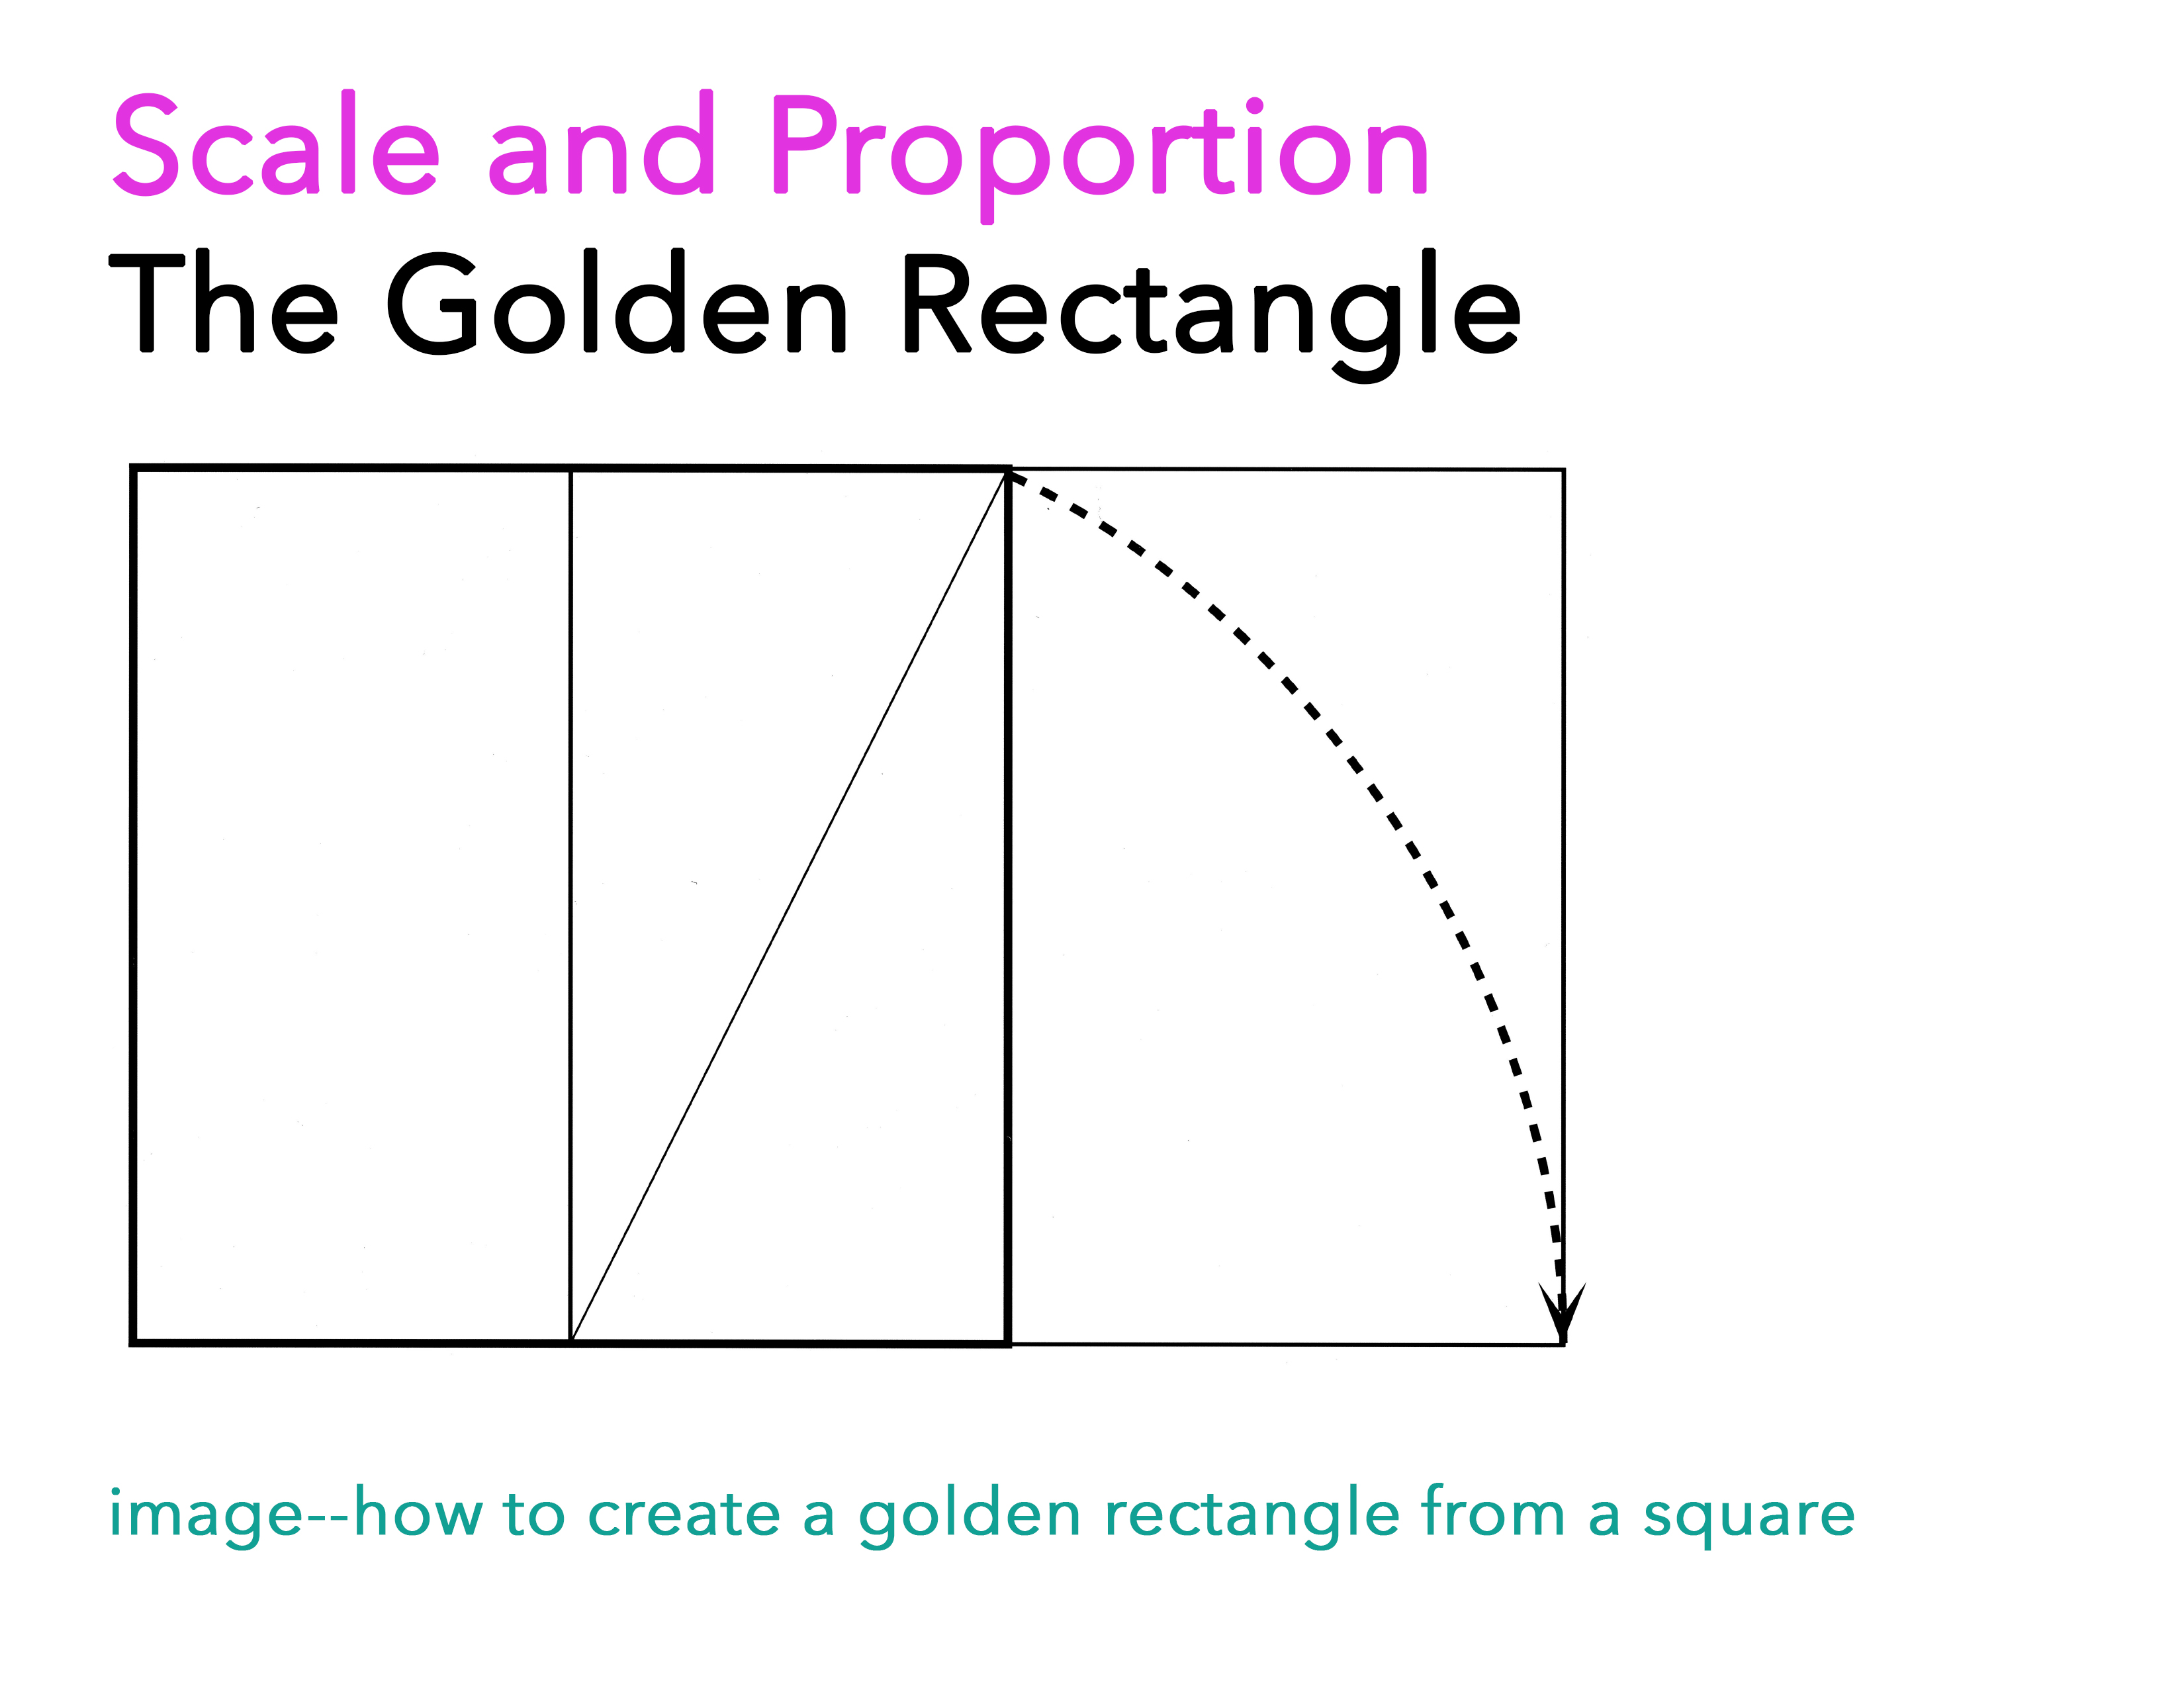 Scale and Proportion
The Golden Rectangle
image--how to create a golden rectangle from a square